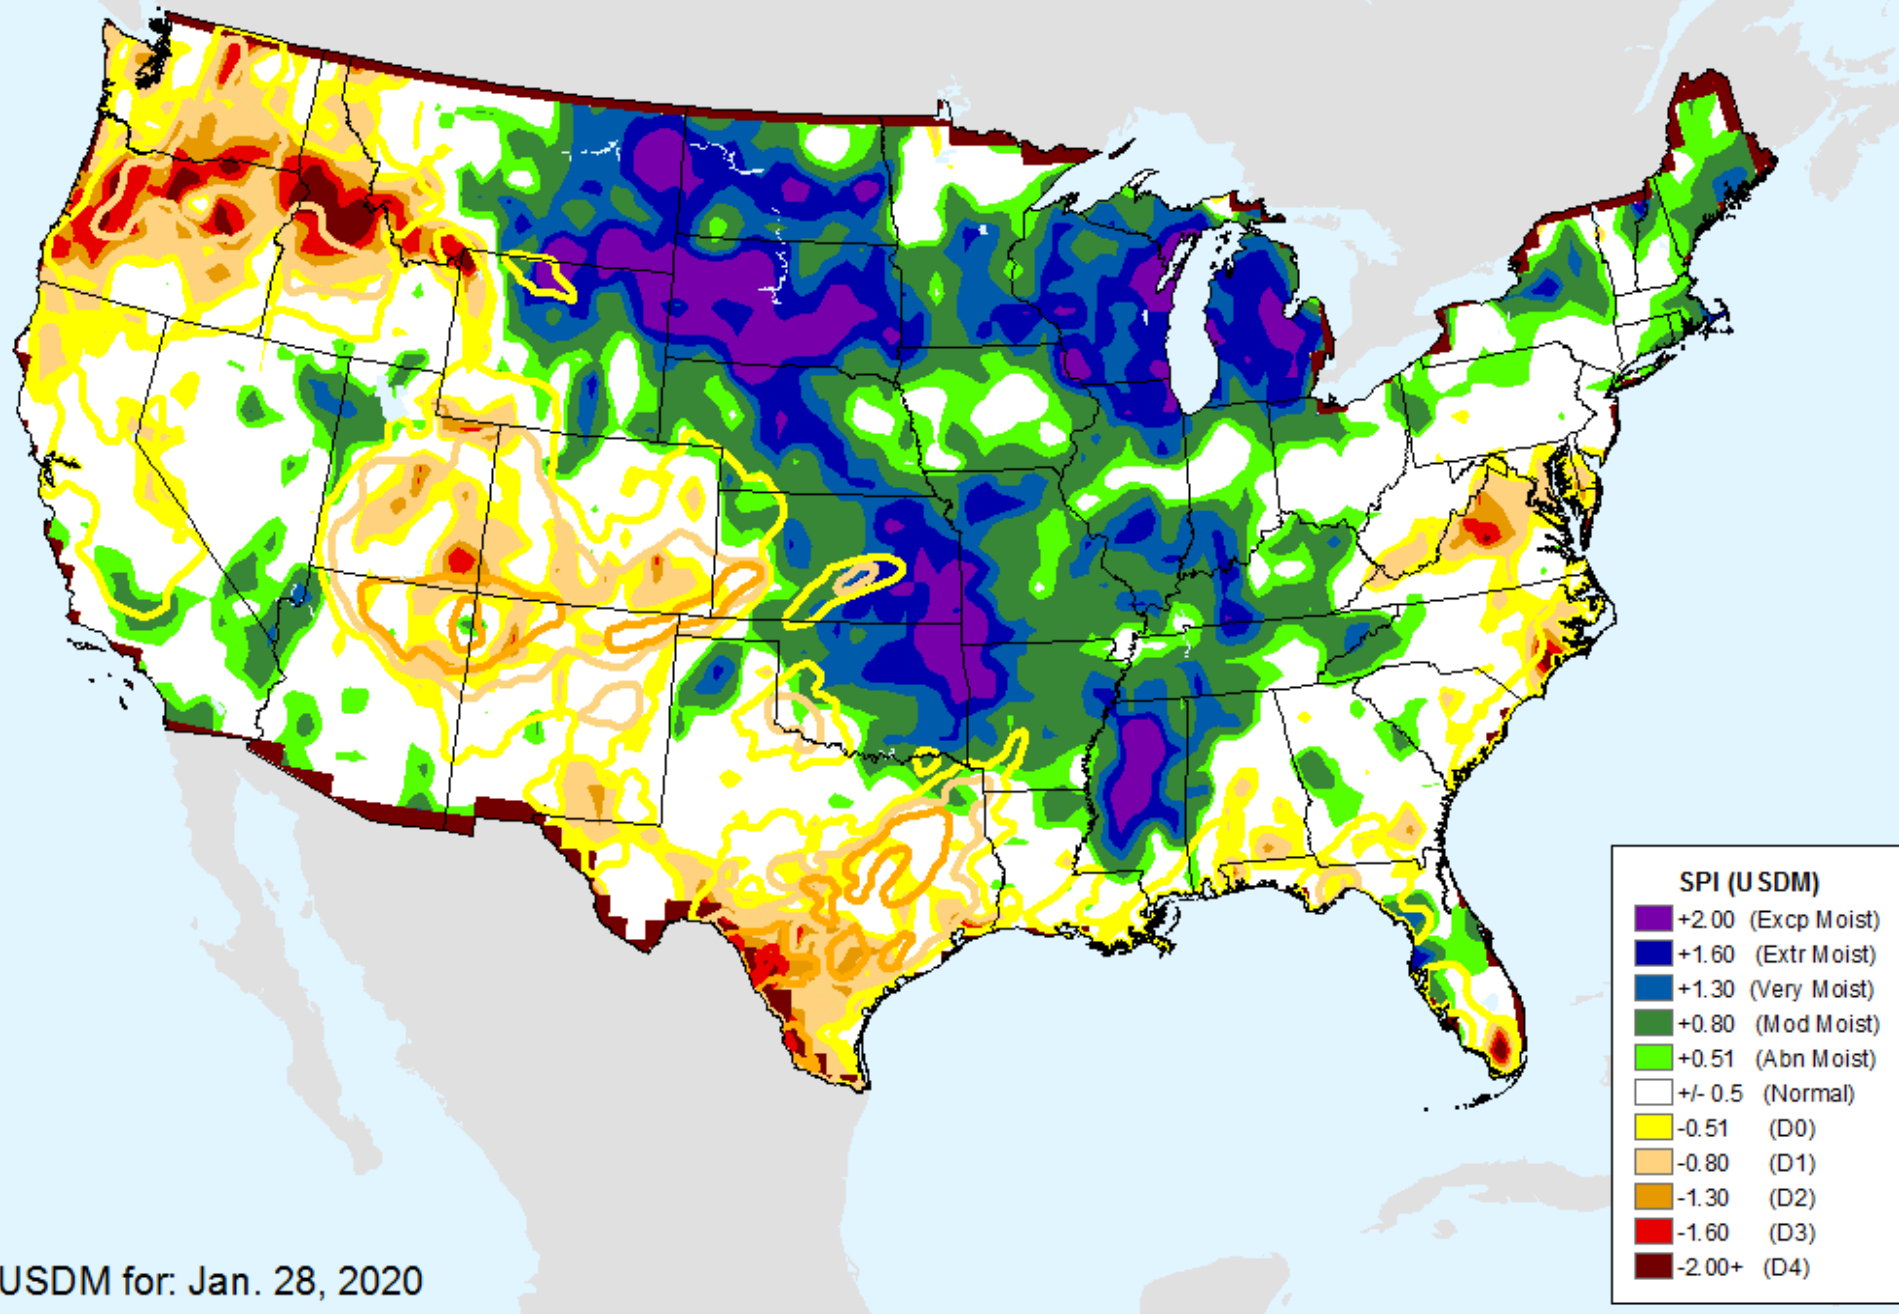 SPI (USDM)
+2.00 (Excp Moist)
+1.60 (Extr Moist)
+1.30 (Very Moist)
+0.80 (Mod Moist)
+0.51 (Abn Moist)
+/- 0.5 (Normal)
-0.51 (D0)
-0.80 (D1)
-1.30 (D2)
-1.60 (D3)
-2.00+ (D4)
USDM for: Jan. 28, 2020